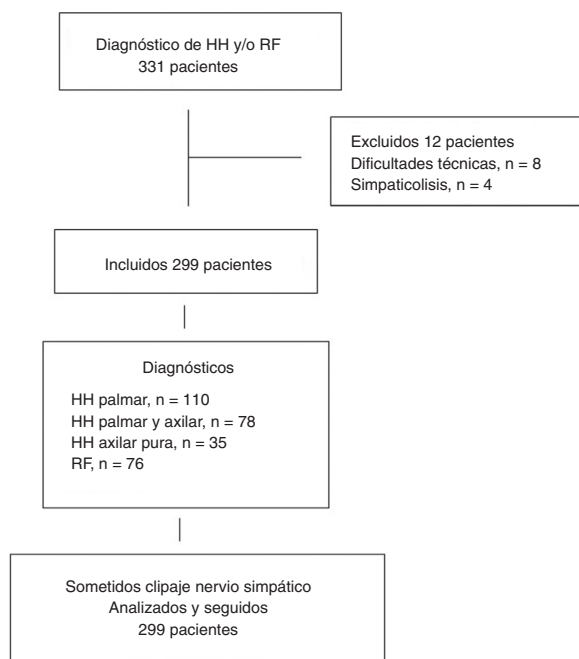 Diagnóstico de HH y/o RF
331 pacientes
Excluidos 12 pacientes
Dificultades técnicas, n = 8
Simpaticolisis, n = 4
Incluidos 299 pacientes
Diagnósticos
HH palmar, n = 110
HH palmar y axilar, n = 78
HH axilar pura, n = 35
RF, n = 76
Sometidos clipaje nervio simpático
Analizados y seguidos
299 pacientes